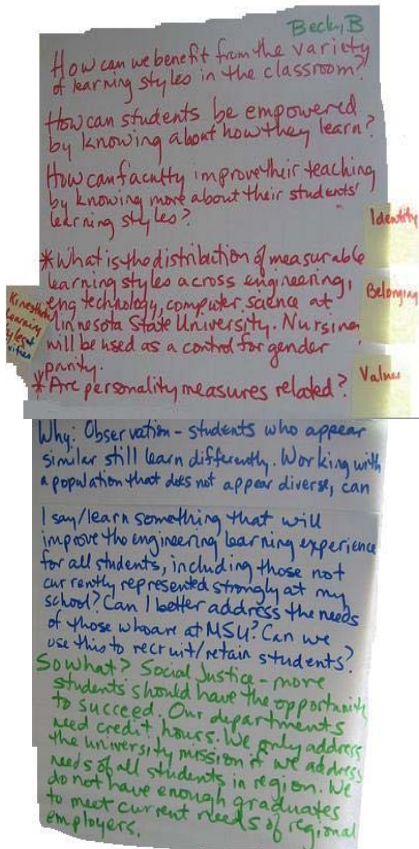 Beck, B
How can we benefit from the variety
of learning styles in the classroom?
How can students be empowered
by knowing about how they learn?
How can faculty improve their teaching
by knowing more about their students'
learning styles?
Identity
*What is the distribution of measurable
learning styles across engineering,
eng technology, computer science at
Minnesota State University. Nursing
will be used as a control for gender
parity.
*Are personality measures related?
Belonging
Values
Kinesthetic
Learning
Why: Observation - students who appear
similar still learn differently. Working with
a population that does not appear diverse, can
I say/learn something that will
improve the engineering learning experience
for all students, including those not
currently represented strongly at my
school? Can I better address the needs
of those who are at MSU? Can we
use this to recruit/retain students?
So what? Social Justice - more
students should have the opportunity
to succeed. Our departments
need credit hours. We only address
the university mission if we address
needs of all students in region. We
do not have enough graduates
to meet current needs of regional
employers.